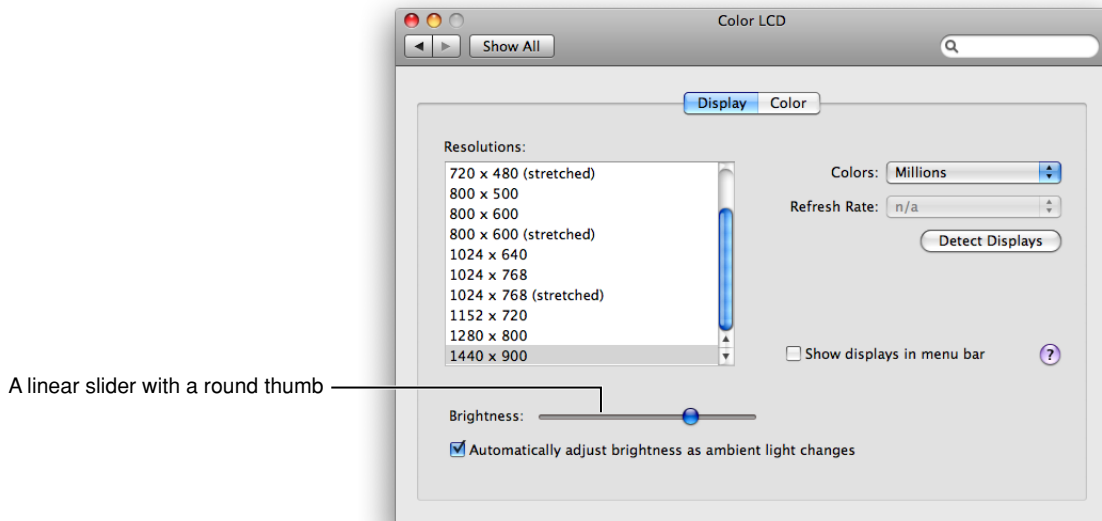 Color LCD
Show All
Display Color
Resolutions:
720 x 480 (stretched)
800 x 500
800 x 600
800 x 600 (stretched)
1024 x 640
1024 x 768
1024 x 768 (stretched)
1152 x 720
1280 x 800
1440 x 900
Colors: Millions
Refresh Rate: n/a
Detect Displays
Show displays in menu bar ?
A linear slider with a round thumb
Brightness:
Automatically adjust brightness as ambient light changes